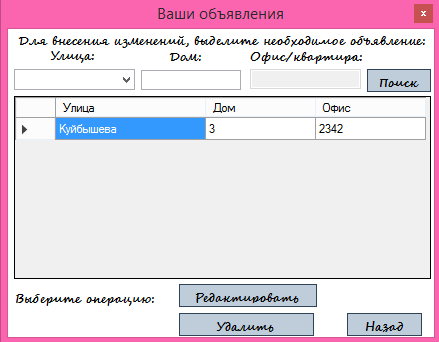 Ваши объявления
x
Для внесения изменений, выделите необходимое объявление:
Улица: Дом: Офис/квартира:
Поиск
Улица Дом Офис
Куйбышева 3 2342
Выберите операцию: Редактировать
Удалить Назад